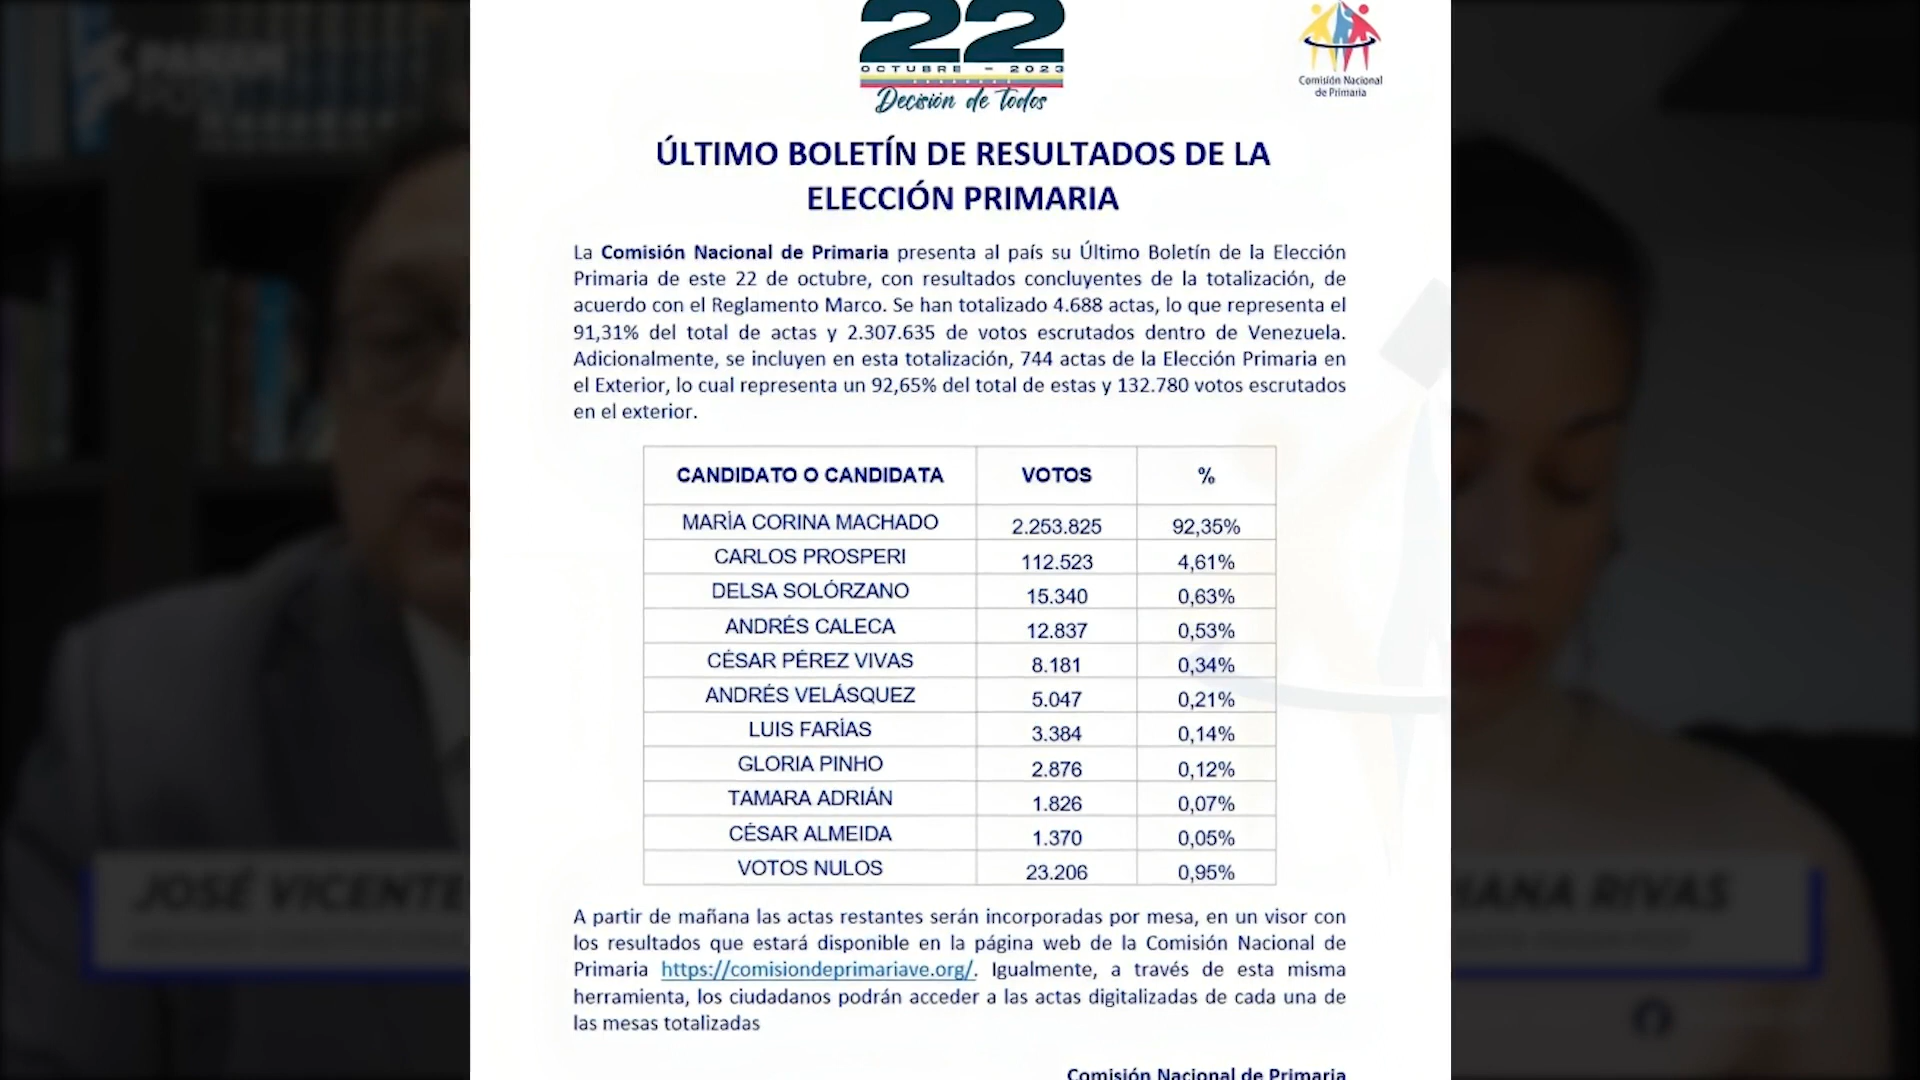 22
OCTUBRE - 2023
Decisión de Todos
Comisión Nacional
de Primaria
ÚLTIMO BOLETÍN DE RESULTADOS DE LA
ELECCIÓN PRIMARIA
La Comisión Nacional de Primaria presenta al país su Último Boletín de la Elección
Primaria de este 22 de octubre, con resultados concluyentes de la totalización, de
acuerdo con el Reglamento Marco. Se han totalizado 4.688 actas, lo que representa el
91,31% del total de actas y 2.307.635 de votos escrutados dentro de Venezuela.
Adicionalmente, se incluyen en esta totalización, 744 actas de la Elección Primaria en
el Exterior, lo cual representa un 92,65% del total de estas y 132.780 votos escrutados
en el exterior.
CANDIDATO O CANDIDATA VOTOS %
MARÍA CORINA MACHADO 2.253.825 92,35%
CARLOS PROSPERI 112.523 4,61%
DELSA SOLÓRZANO 15.340 0,63%
ANDRÉS CALECA 12.837 0,53%
CÉSAR PÉREZ VIVAS 8.181 0,34%
ANDRÉS VELÁSQUEZ 5.047 0,21%
LUIS FARÍAS 3.384 0,14%
GLORIA PINHO 2.876 0,12%
TAMARA ADRIÁN 1.826 0,07%
CÉSAR ALMEIDA 1.370 0,05%
VOTOS NULOS 23.206 0,95%
A partir de mañana las actas restantes serán incorporadas por mesa, en un visor con
los resultados que estará disponible en la página web de la Comisión Nacional de
Primaria https://comisiondeprimariave.org/. Igualmente, a través de esta misma
herramienta, los ciudadanos podrán acceder a las actas digitalizadas de cada una de
las mesas totalizadas
Comisión Nacional de Primaria
JOSÉ VICENTE
IANA RIVAS